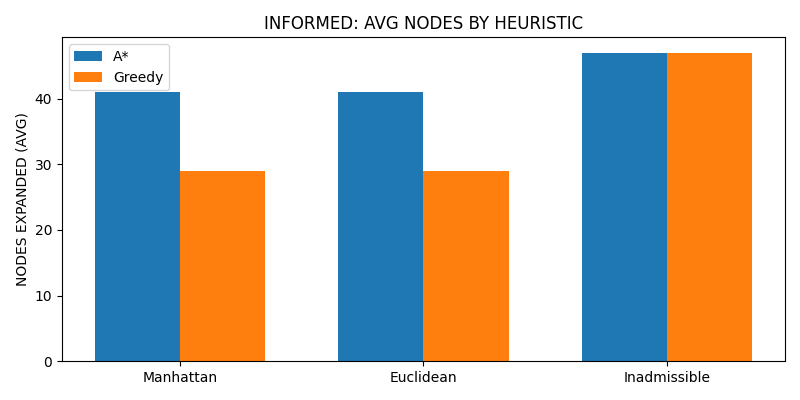 INFORMED: AVG NODES BY HEURISTIC
A*
Greedy
NODES EXPANDED (AVG)
40
30
20
10
0
Manhattan
Euclidean
Inadmissible